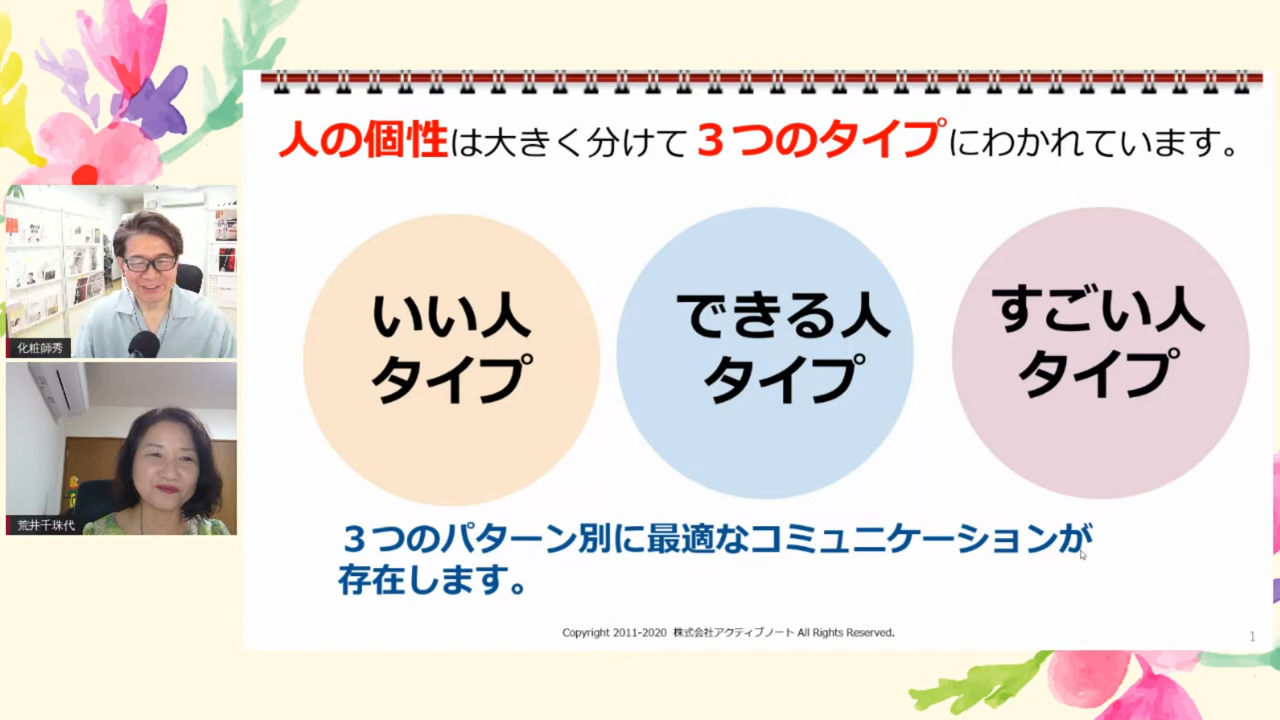 人の個性は大きく分けて３つのタイプにわかれています。
いい人
タイプ
できる人
タイプ
すごい人
タイプ
３つのパターン別に最適なコミュニケーションが
存在します。
Copyright 2011-2020 株式会社アクティブノート All Rights Reserved.
1
化粧師秀
荒井千珠代